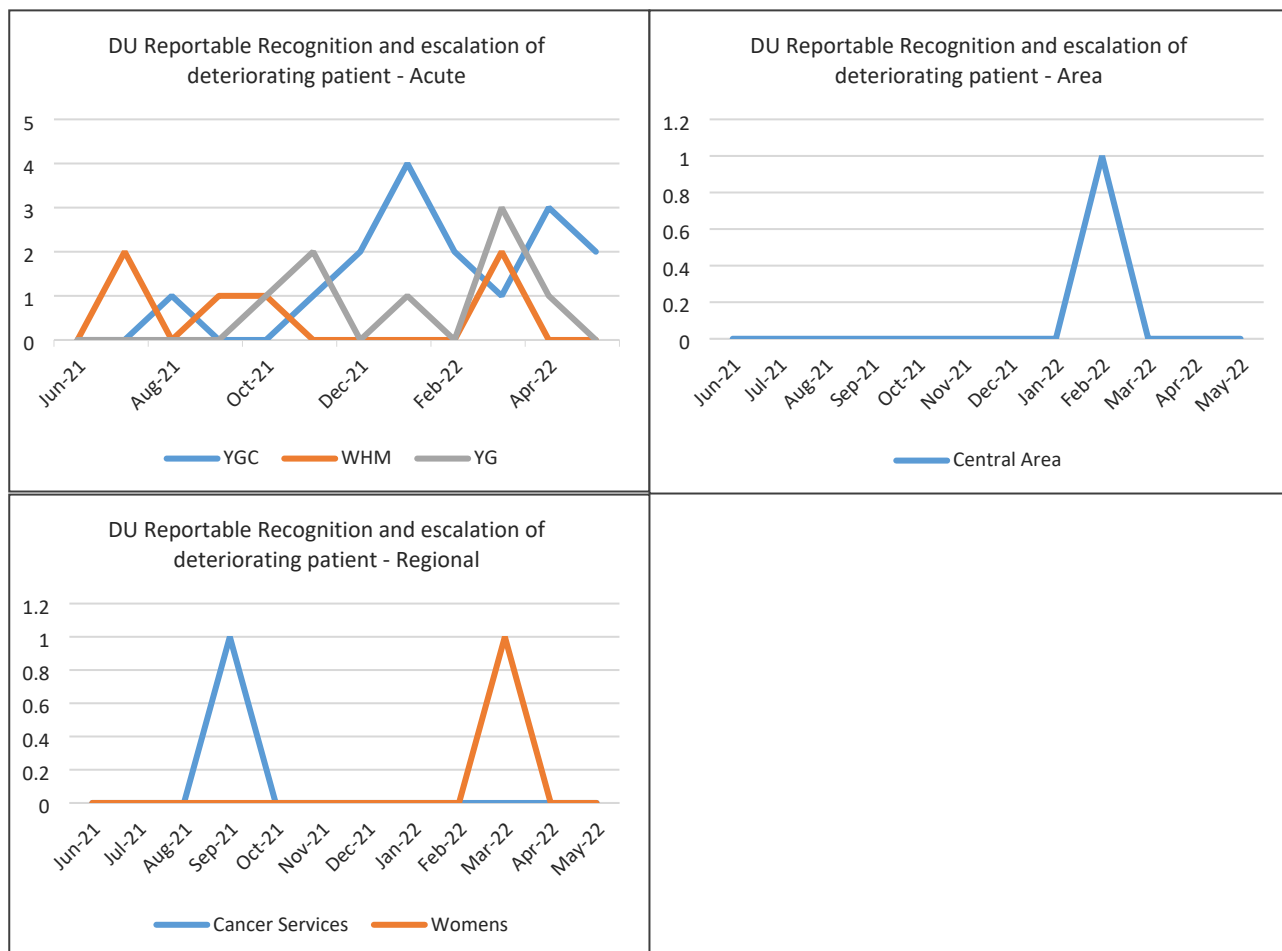 DU Reportable Recognition and escalation of
deteriorating patient - Acute
5
4
3
2
1
0
Jun-21
Aug-21
Oct-21
Dec-21
Feb-22
Apr-22
YGC
WHM
YG
DU Reportable Recognition and escalation of
deteriorating patient - Area
1.2
1
0.8
0.6
0.4
0.2
0
Jun-21
Jul-21
Aug-21
Sep-21
Oct-21
Nov-21
Dec-21
Jan-22
Feb-22
Mar-22
Apr-22
May-22
Central Area
DU Reportable Recognition and escalation of
deteriorating patient - Regional
1.2
1
0.8
0.6
0.4
0.2
0
Jun-21
Jul-21
Aug-21
Sep-21
Oct-21
Nov-21
Dec-21
Jan-22
Feb-22
Mar-22
Apr-22
May-22
Cancer Services
Womens